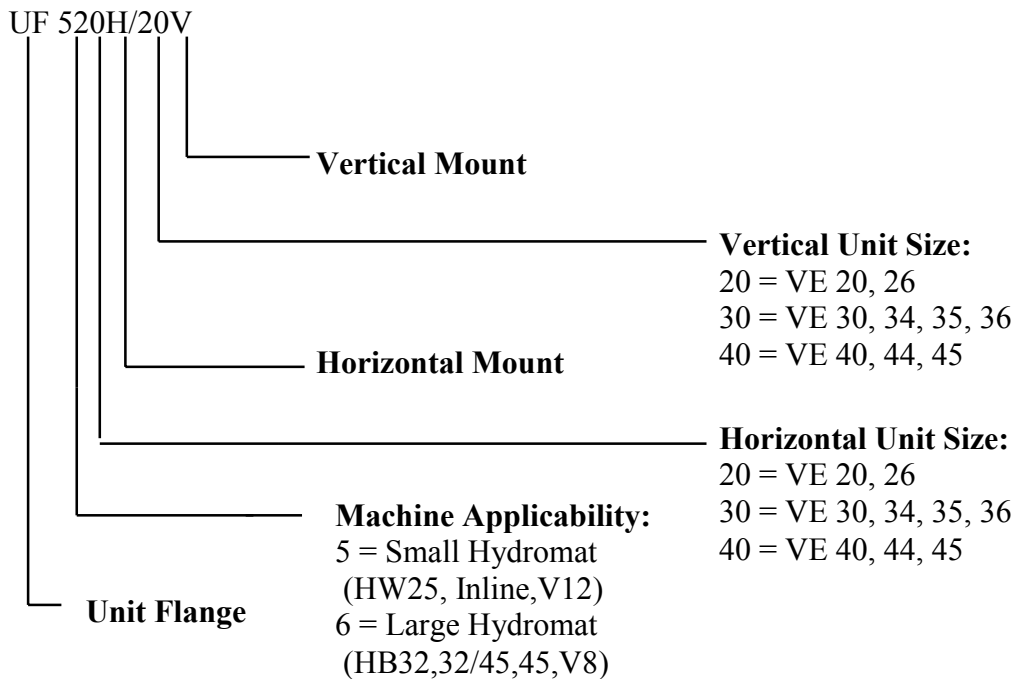 UF 520H/20V
Vertical Mount
Vertical Unit Size:
20 = VE 20, 26
30 = VE 30, 34, 35, 36
40 = VE 40, 44, 45
Horizontal Mount
Horizontal Unit Size:
20 = VE 20, 26
30 = VE 30, 34, 35, 36
40 = VE 40, 44, 45
Machine Applicability:
5 = Small Hydromat
(HW25, Inline,V12)
6 = Large Hydromat
(HB32,32/45,45,V8)
Unit Flange